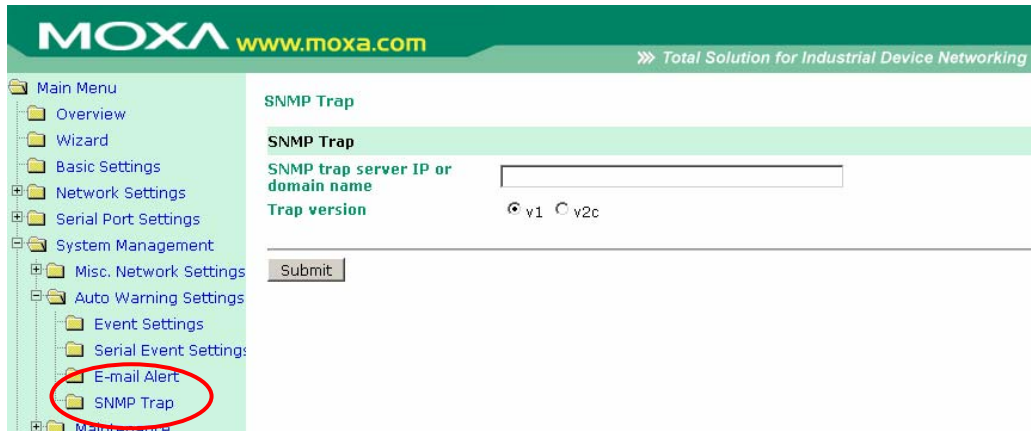 MOXA www.moxa.com
Total Solution for Industrial Device Networking
Main Menu
Overview
Wizard
Basic Settings
Network Settings
Serial Port Settings
System Management
Misc. Network Settings
Auto Warning Settings
Event Settings
Serial Event Settings
E-mail Alert
SNMP Trap
Maintenance
SNMP Trap
SNMP Trap
SNMP trap server IP or
domain name
Trap version
v1 v2c
Submit